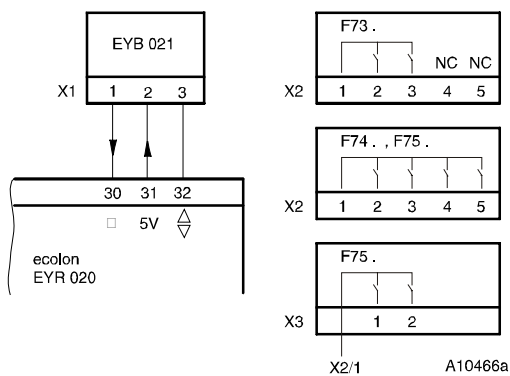 EYB 021
X1 1 2 3
30 31 32
5V
ecolon
EYR 020
F73 .
NC NC
X2 1 2 3 4 5
F74 . , F75 .
X2 1 2 3 4 5
F75 .
X3 1 2
X2/1
A10466a